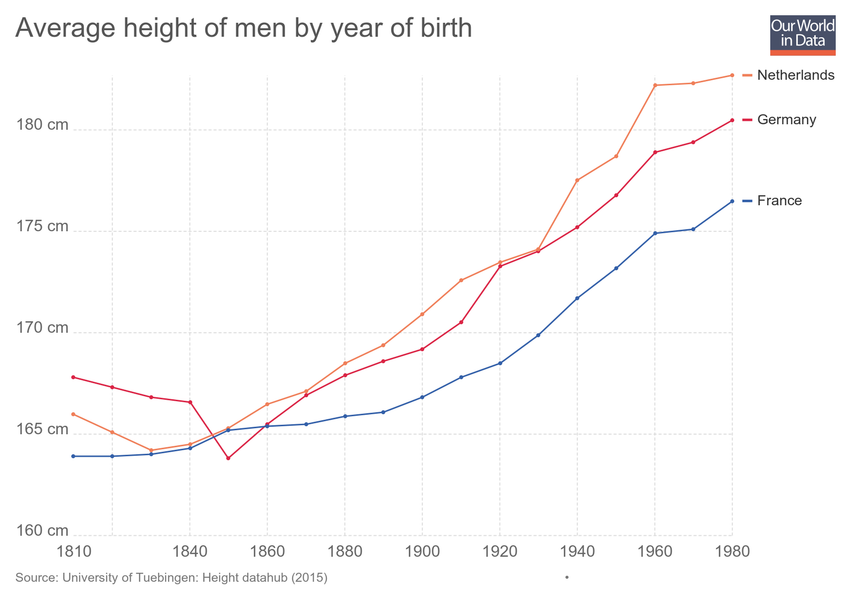 Average height of men by year of birth
Our World
in Data
Netherlands
180 cm
Germany
France
175 cm
170 cm
165 cm
160 cm
1810 1840 1860 1880 1900 1920 1940 1960 1980
Source: University of Tuebingen: Height datahub (2015)